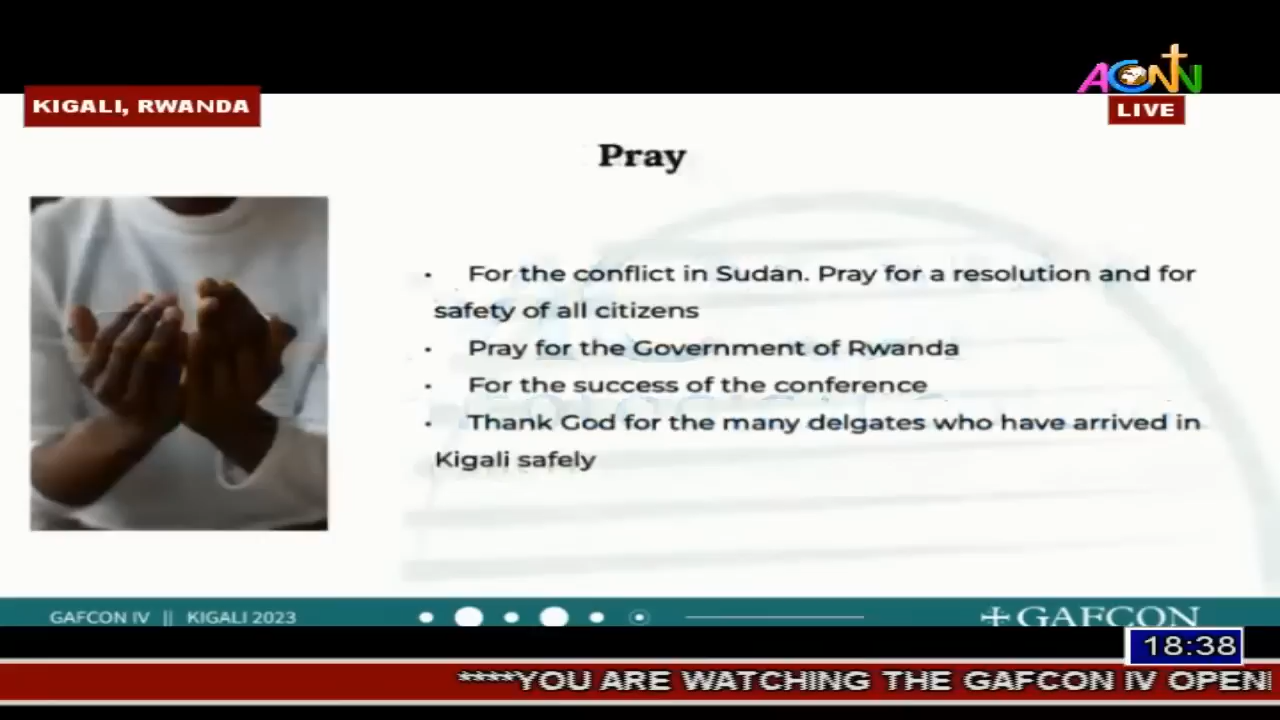 ACNN
KIGALI, RWANDA
LIVE
Pray
• For the conflict in Sudan. Pray for a resolution and for
safety of all citizens
• Pray for the Government of Rwanda
• For the success of the conference
• Thank God for the many delgates who have arrived in
Kigali safely
GAFCON IV || KIGALI 2023
GAFCON
18:38
****YOU ARE WATCHING THE GAFCON IV OPENI